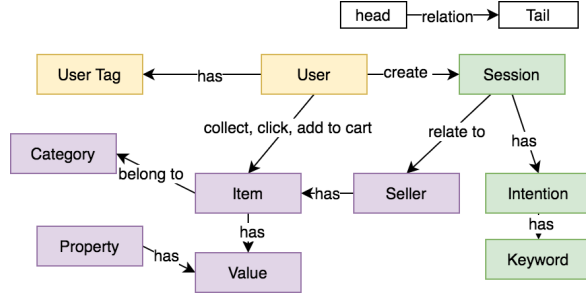 head
relation
Tail
User Tag
has
User
create
Session
collect, click, add to cart
relate to
has
Category
belong to
Item
has
Seller
Intention
has
has
Property
has
Value
Keyword